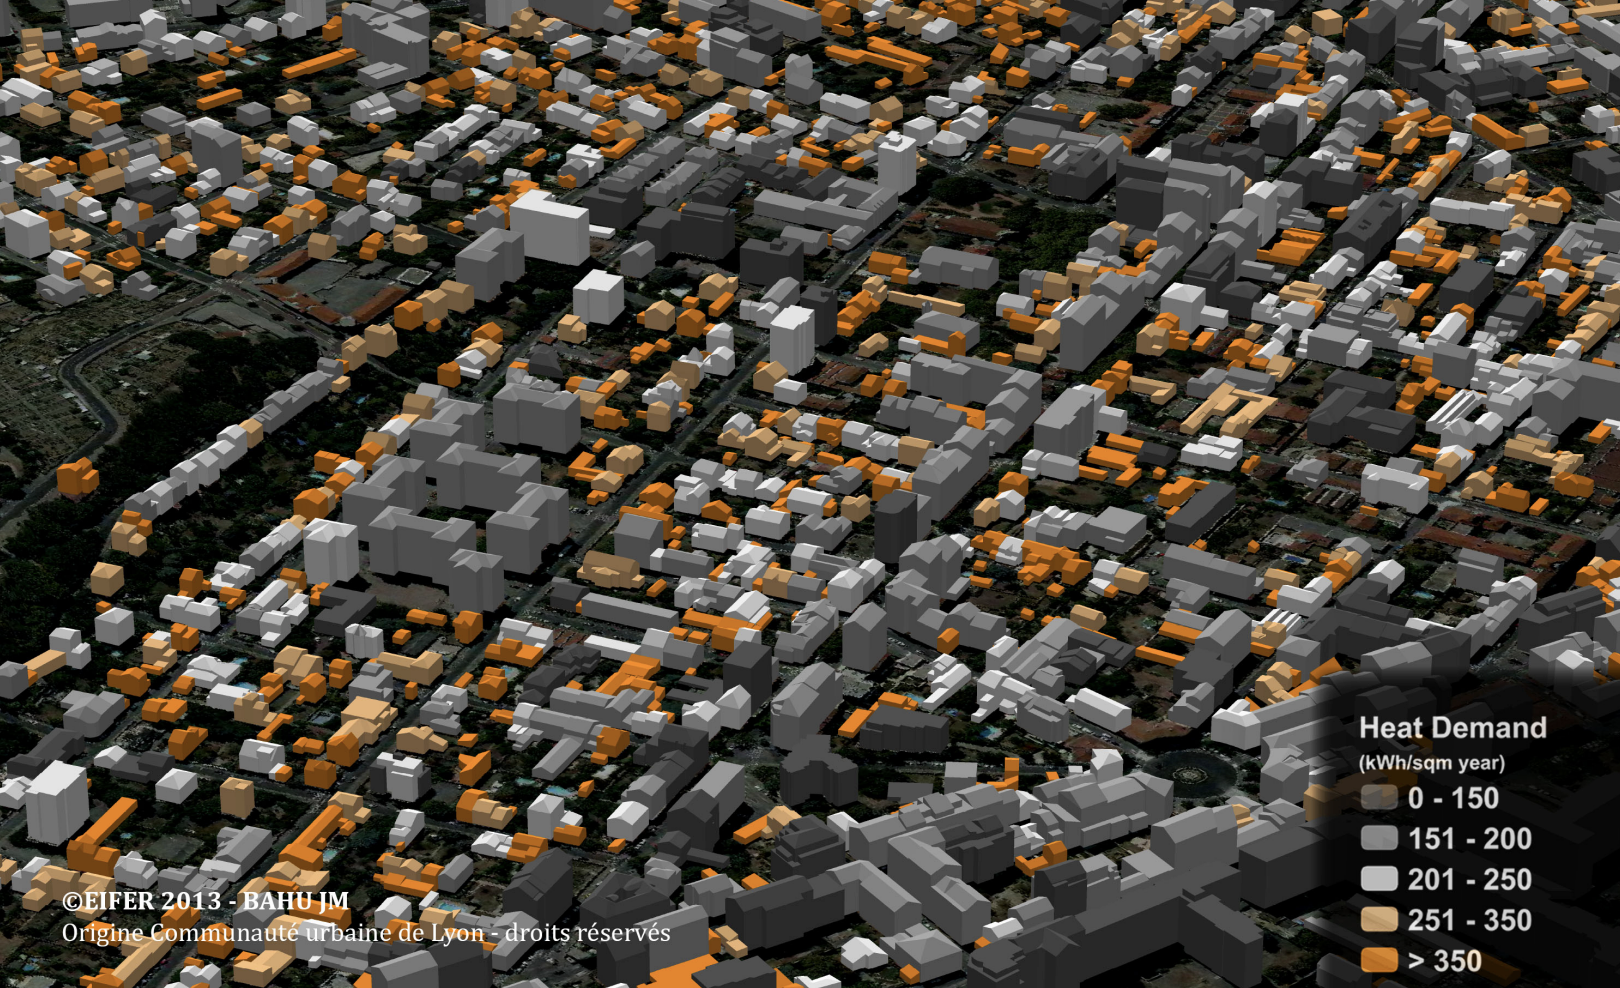 Heat Demand
(kWh/sqm year)
0 - 150
151 - 200
201 - 250
251 - 350
> 350
©EIFER 2013 - BAHU JM
Origine Communauté urbaine de Lyon - droits réservés